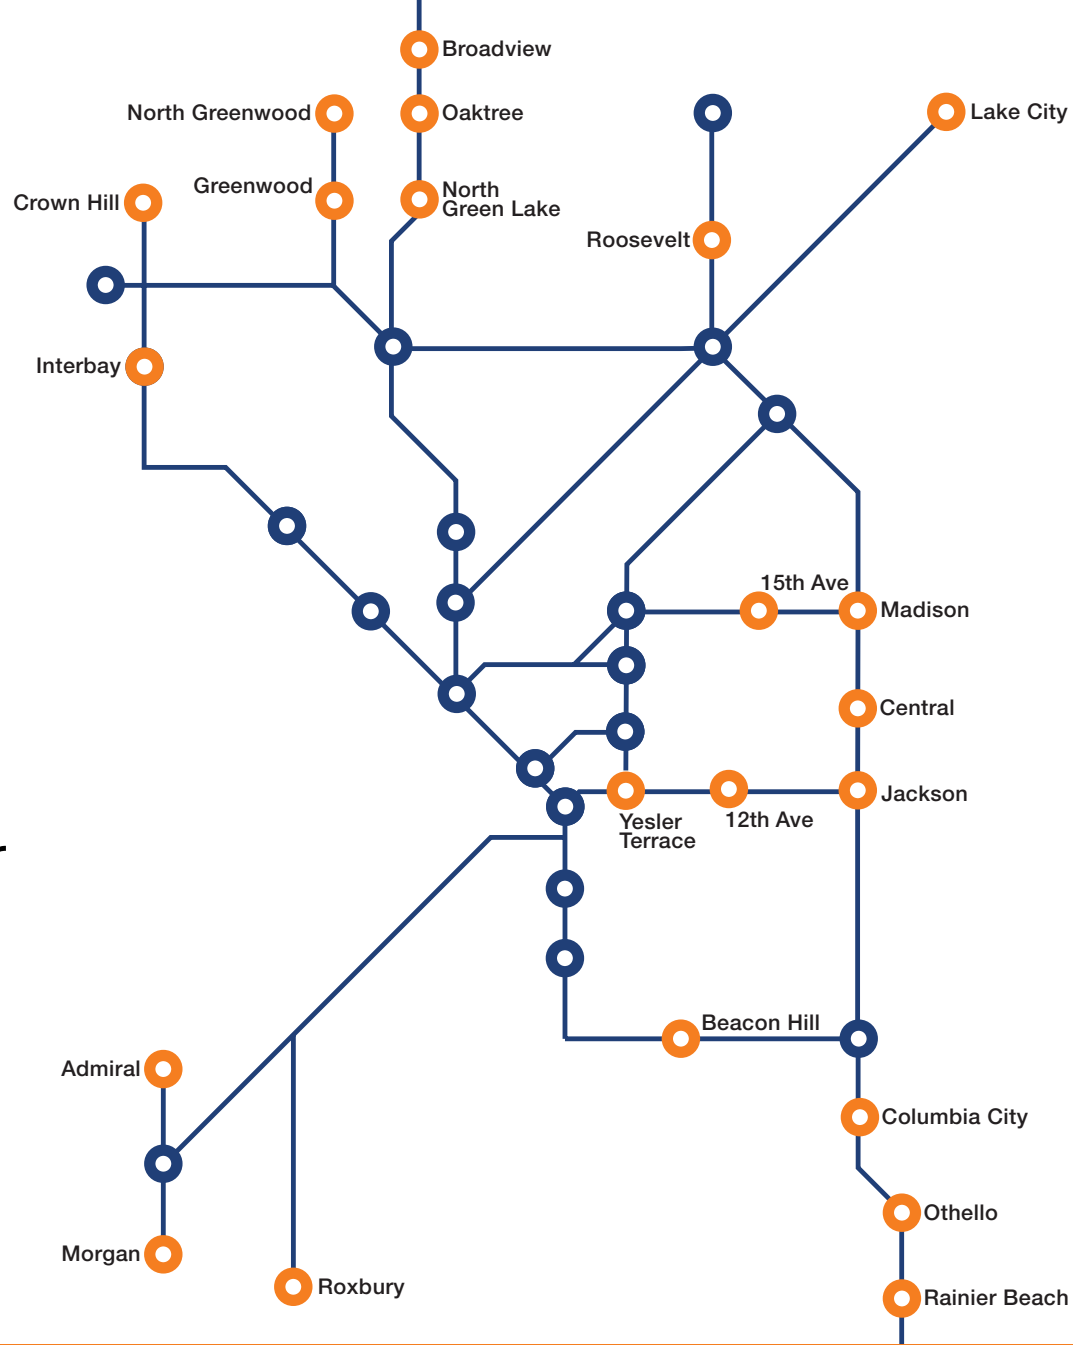 Broadview
North Greenwood
Oaktree
Lake City
Greenwood
North
Green Lake
Crown Hill
Roosevelt
Interbay
15th Ave
Madison
Central
Jackson
Yesler
Terrace
12th Ave
Beacon Hill
Admiral
Columbia City
Othello
Morgan
Roxbury
Rainier Beach